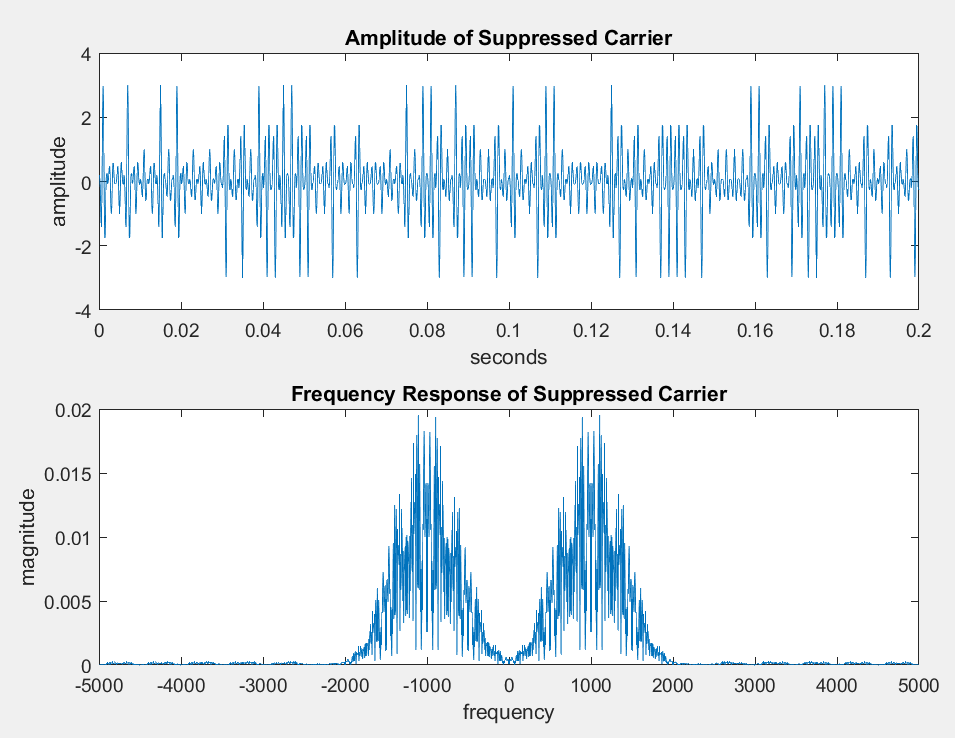 Amplitude of Suppressed Carrier
4
2
0
-2
-4
amplitude
0 0.02 0.04 0.06 0.08 0.1 0.12 0.14 0.16 0.18 0.2
seconds
Frequency Response of Suppressed Carrier
0.02
0.015
0.01
0.005
0
magnitude
-5000 -4000 -3000 -2000 -1000 0 1000 2000 3000 4000 5000
frequency